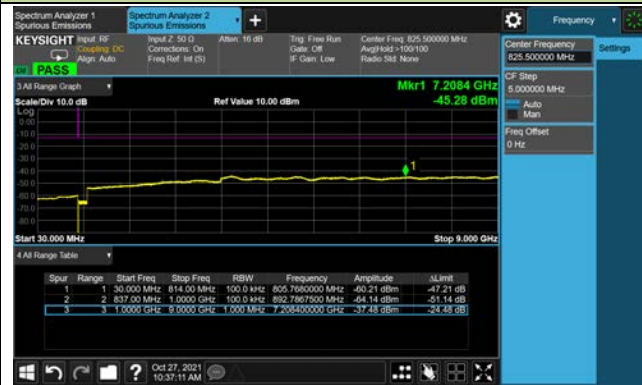 Spectrum Analyzer 1
Spurious Emissions
Spectrum Analyzer 2
Spurious Emissions
+
Frequency
KEYSIGHT
Input: RF
Coupling: DC
Align: Auto
Input Z: 50 Ω
Corrections: On
Freq Ref: Int (S)
Atten: 16 dB
Trig: Free Run
Gate: Off
IF Gain: Low
Center Freq: 825.500000 MHz
Avg|Hold:>100/100
Radio Std: None
PASS
3 All Range Graph
Mkr1 7.2084 GHz
Scale/Div 10.0 dB
Ref Value 10.00 dBm
-45.28 dBm
Log
0.00
-10.0
-20.0
-30.0
-40.0
-50.0
-60.0
-70.0
-80.0
1
Start 30.000 MHz
Stop 9.000 GHz
4 All Range Table
Spur Range Start Freq Stop Freq RBW Frequency Amplitude ΔLimit
1 1 30.000 MHz 814.00 MHz 100.0 kHz 805.7680000 MHz -60.21 dBm -47.21 dB
2 2 837.00 MHz 1.0000 GHz 100.0 kHz 892.7867500 MHz -64.14 dBm -51.14 dB
3 3 1.0000 GHz 9.0000 GHz 1.000 MHz 7.208400000 GHz -37.48 dBm -24.48 dB
Center Frequency
825.500000 MHz
Settings
CF Step
5.000000 MHz
Auto
Man
Freq Offset
0 Hz
?
Oct 27, 2021
10:37:11 AM